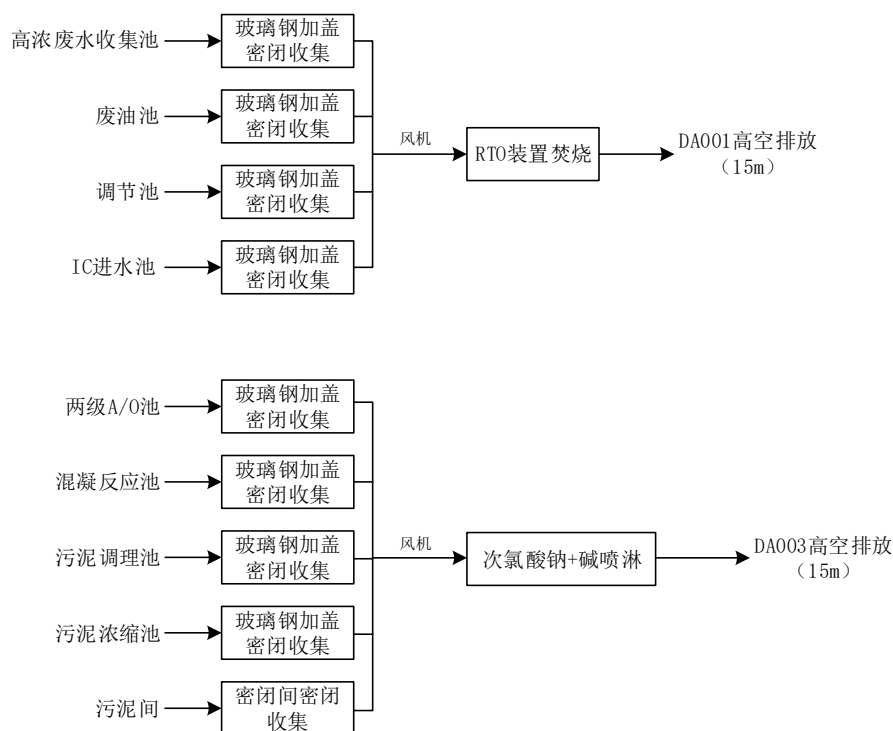 高浓废水收集池
玻璃钢加盖
密闭收集
废油池
玻璃钢加盖
密闭收集
调节池
玻璃钢加盖
密闭收集
IC进水池
玻璃钢加盖
密闭收集
风机
RTO装置焚烧
DA001高空排放
（15m）
两级A/O池
玻璃钢加盖
密闭收集
混凝反应池
玻璃钢加盖
密闭收集
污泥调理池
玻璃钢加盖
密闭收集
污泥浓缩池
玻璃钢加盖
密闭收集
污泥间
密闭间密闭
收集
风机
次氯酸钠+碱喷淋
DA003高空排放
（15m）